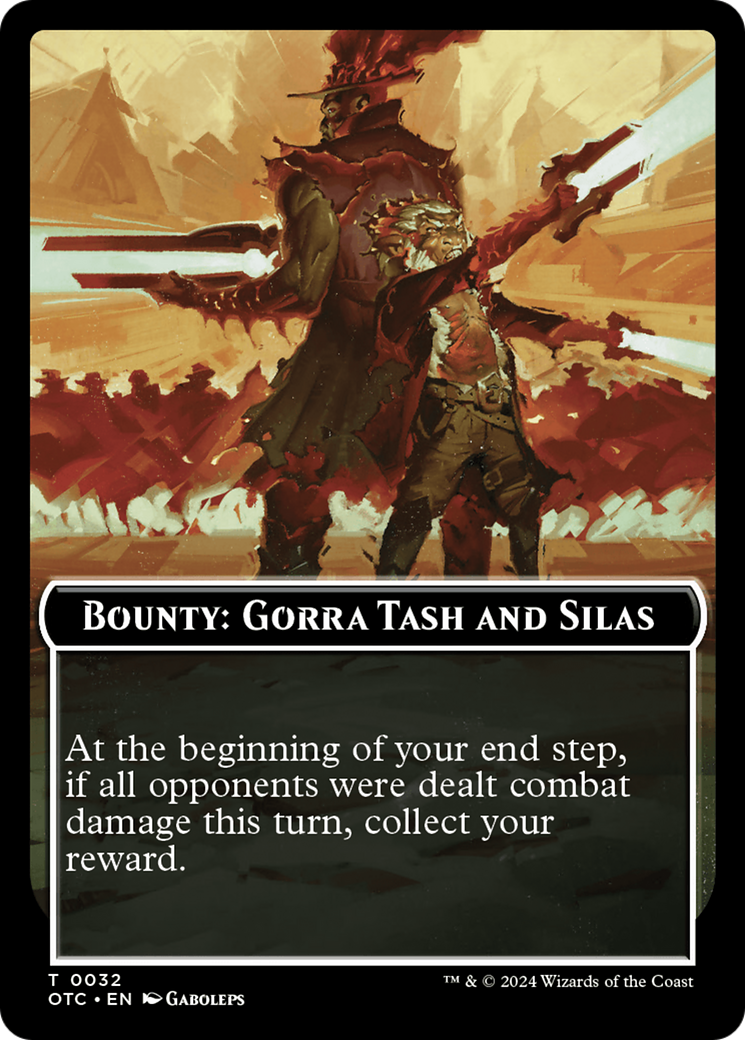 Bounty: Gorra Tash and Silas
At the beginning of your end step,
if all opponents were dealt combat
damage this turn, collect your
reward.
T 0032
OTC • EN Gaboleps
™ & © 2024 Wizards of the Coast